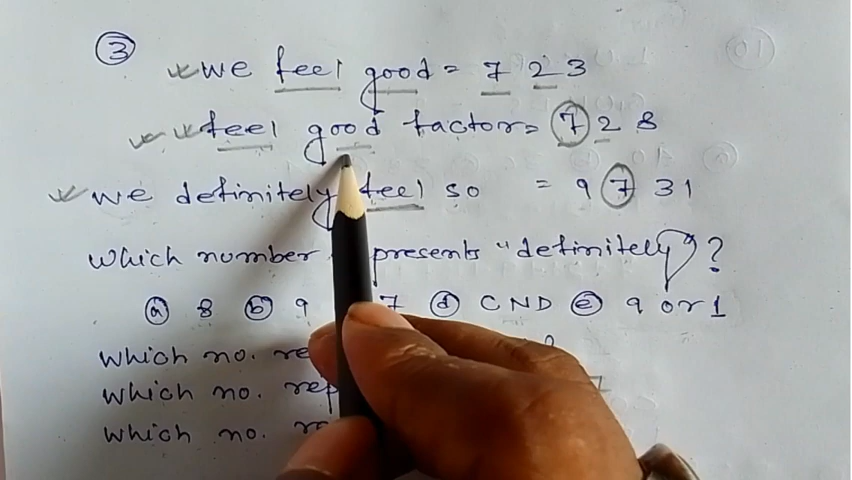 ③
we feel good = 7 2 3
feel good factor = 7 2 8
we definitely feel so = 9 7 3 1
Which number presents "definitely"?
ⓐ 8 ⓑ 9 7 ⓓ CND ⓔ 9 or 1
Which no.
Which no.
Which no.